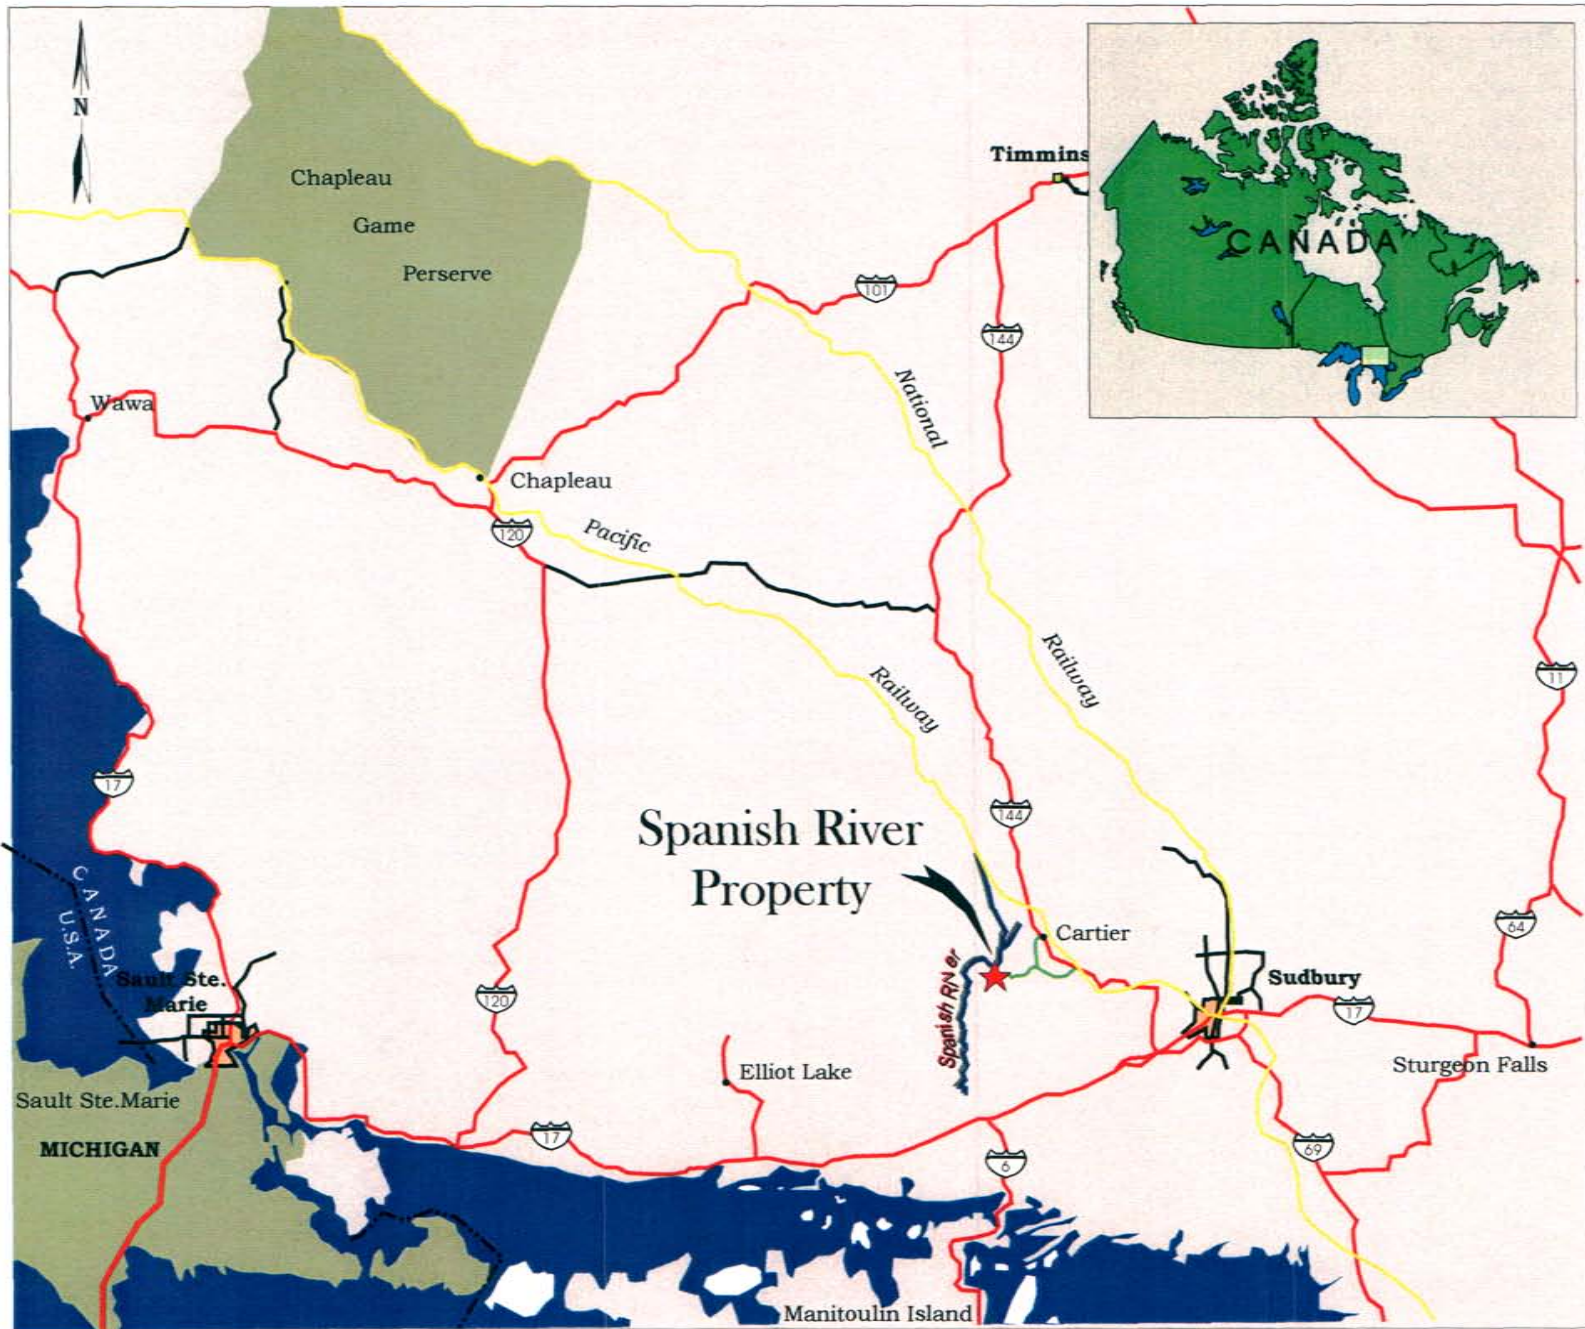 N
Chapleau
Game
Perserve
Timmins
CANADA
101
144
National
Wawa
Chapleau
120
Pacific
Railway
Railway
11
17
144
Spanish River
Property
CANADA
U.S.A.
Cartier
64
Sault Ste.
Marie
120
Spanish River
Sudbury
17
Elliot Lake
Sturgeon Falls
Sault Ste.Marie
MICHIGAN
17
6
69
Manitoulin Island